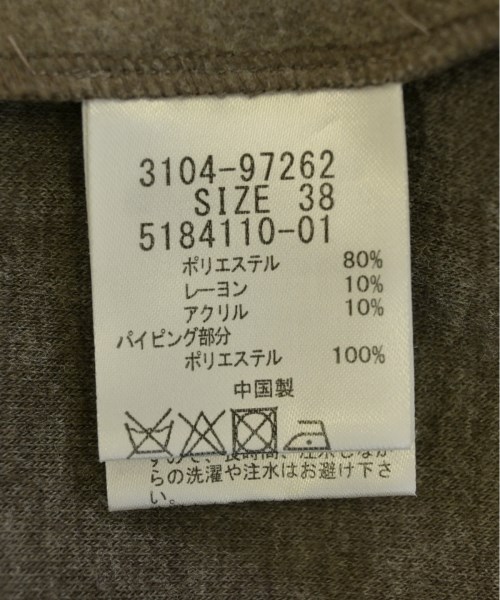 3104-97262
SIZE 38
5184110-01
ポリエステル 80%
レーヨン 10%
アクリル 10%
パイピング部分
ポリエステル 100%
中国製
らの洗濯や注水はお避け下さ
い。